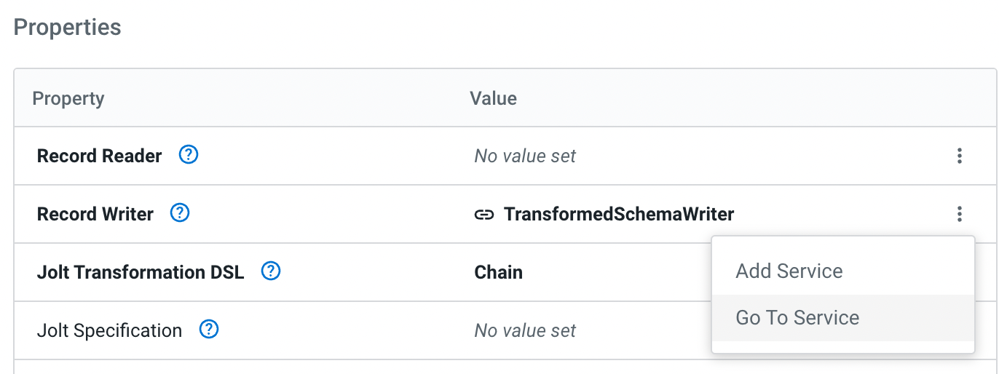 Properties
Property Value
Record Reader ? No value set
Record Writer ? TransformedSchemaWriter
Jolt Transformation DSL ? Chain
Add Service
Go To Service
Jolt Specification ? No value set